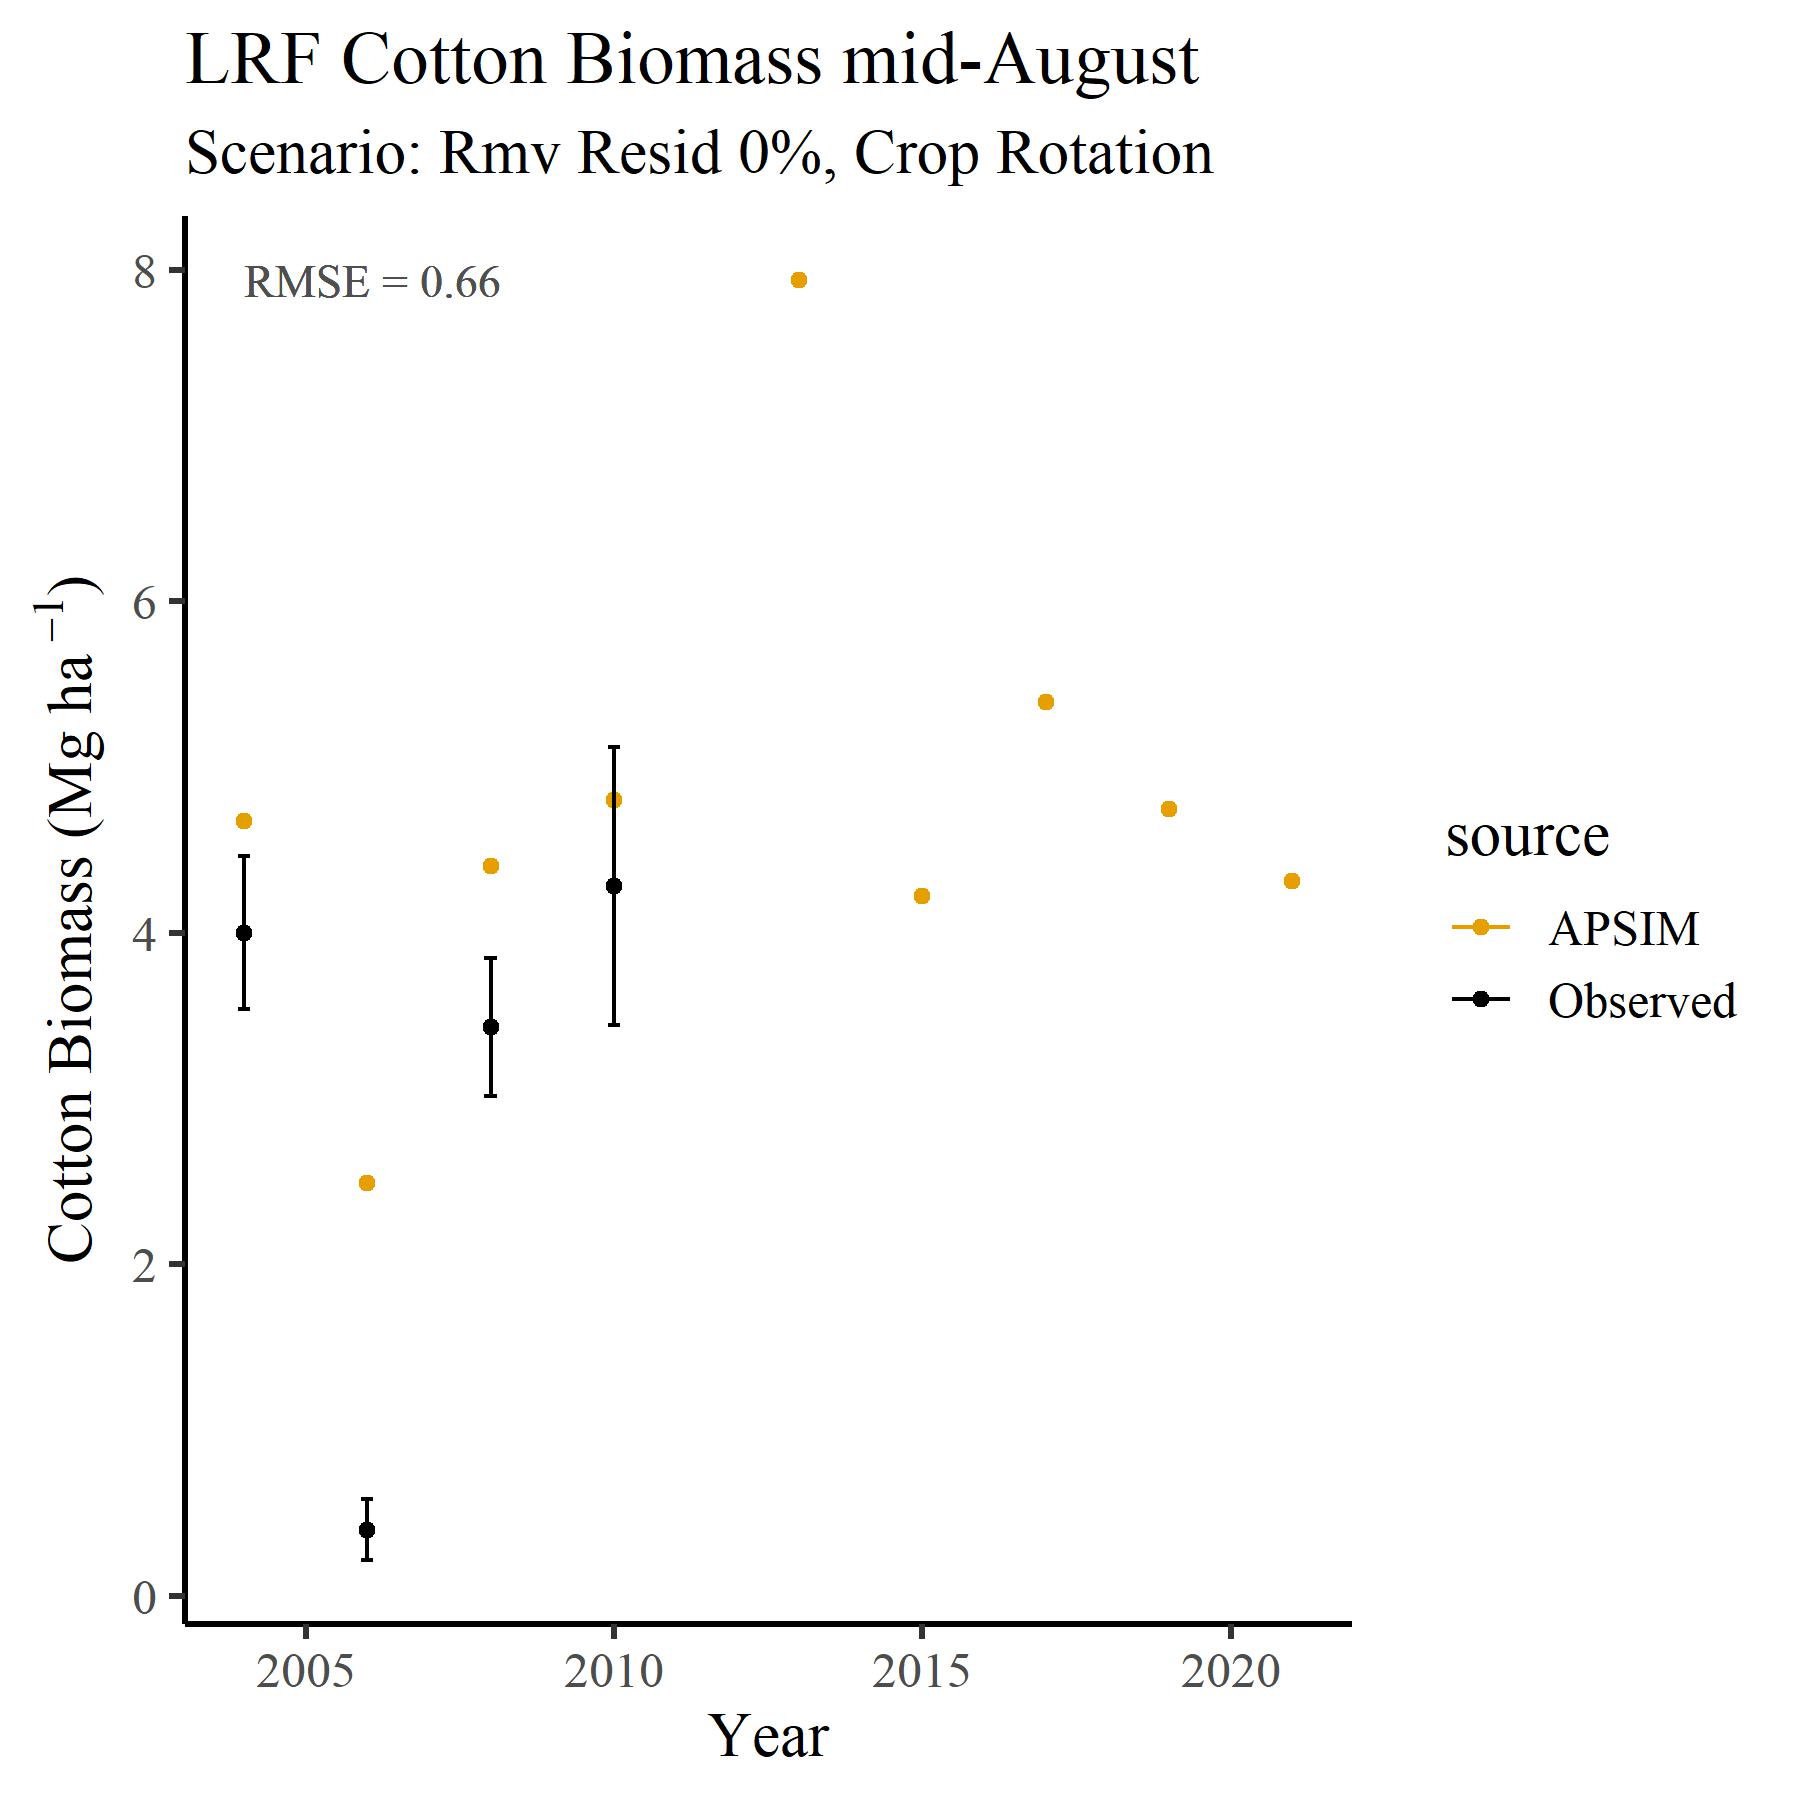 LRF Cotton Biomass mid-August
Scenario: Rmv Resid 0%, Crop Rotation
RMSE = 0.66
8
6
4
2
0
Cotton Biomass (Mg ha⁻¹)
2005 2010 2015 2020
Year
source
APSIM
Observed